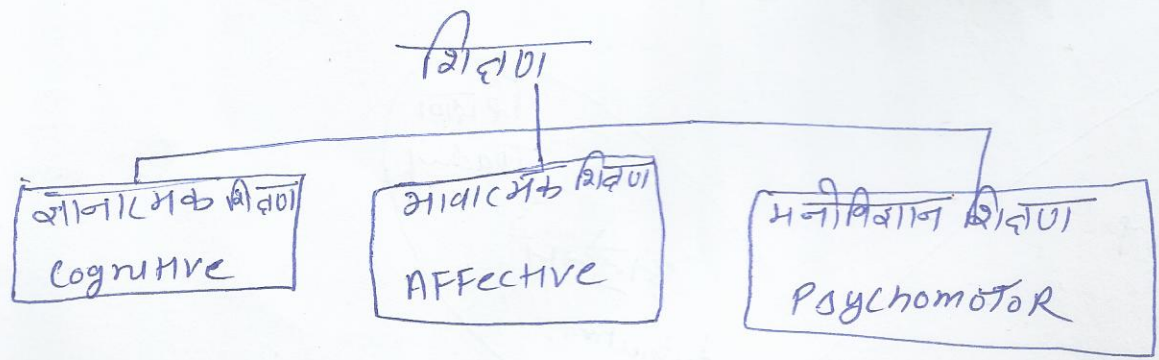 शिक्षण
ज्ञानात्मक शिक्षण
Cognitive
भावात्मक शिक्षण
AFFective
मनोविज्ञान शिक्षण
PsychomotoR